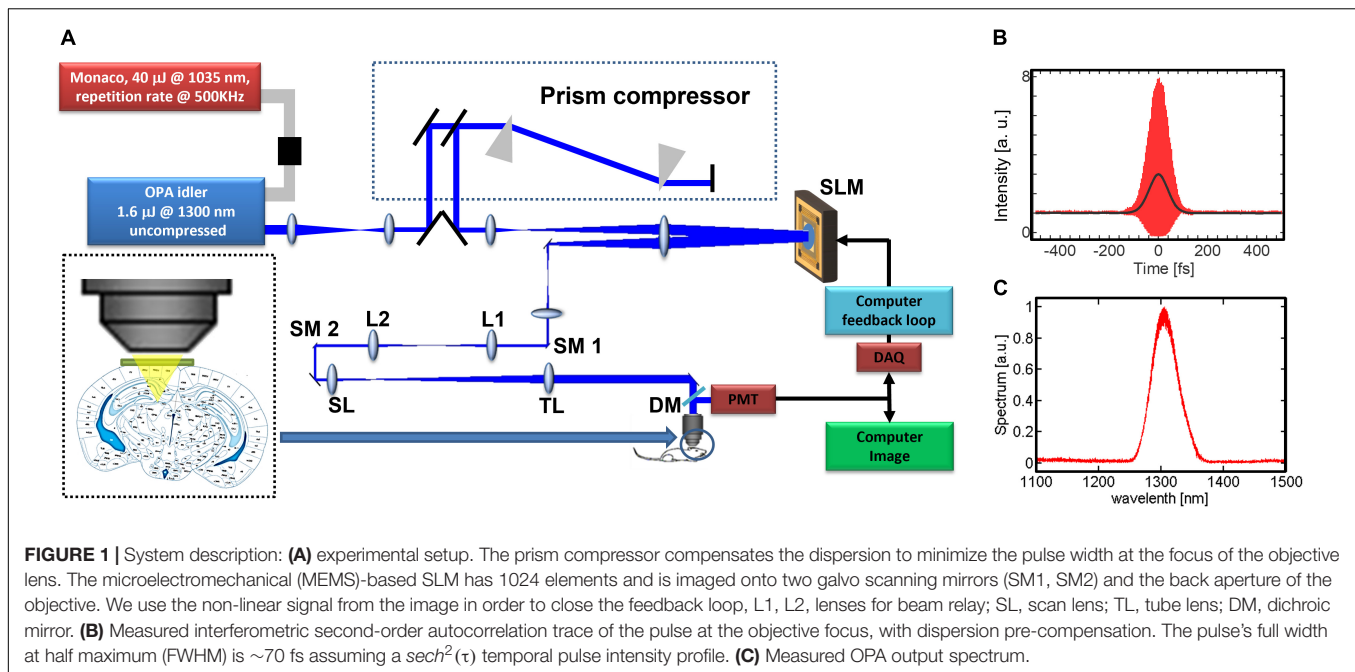 A
Monaco, 40 µJ @ 1035 nm,
repetition rate @ 500KHz
OPA idler
1.6 µJ @ 1300 nm
uncompressed
Prism compressor
SLM
Computer
feedback loop
DAQ
PMT
Computer
Image
SM 2
L2
L1
SM 1
SL
TL
DM
B
Intensity [a. u.]
8
0
-400
-200
0
200
400
Time [fs]
C
Spectrum [a.u.]
1
0.8
0.6
0.4
0.2
0
1100
1200
1300
1400
1500
wavelenth [nm]
FIGURE 1 | System description: (A) experimental setup. The prism compressor compensates the dispersion to minimize the pulse width at the focus of the objective
lens. The microelectromechanical (MEMS)-based SLM has 1024 elements and is imaged onto two galvo scanning mirrors (SM1, SM2) and the back aperture of the
objective. We use the non-linear signal from the image in order to close the feedback loop, L1, L2, lenses for beam relay; SL, scan lens; TL, tube lens; DM, dichroic
mirror. (B) Measured interferometric second-order autocorrelation trace of the pulse at the objective focus, with dispersion pre-compensation. The pulse's full width
at half maximum (FWHM) is ~70 fs assuming a sech²(τ) temporal pulse intensity profile. (C) Measured OPA output spectrum.